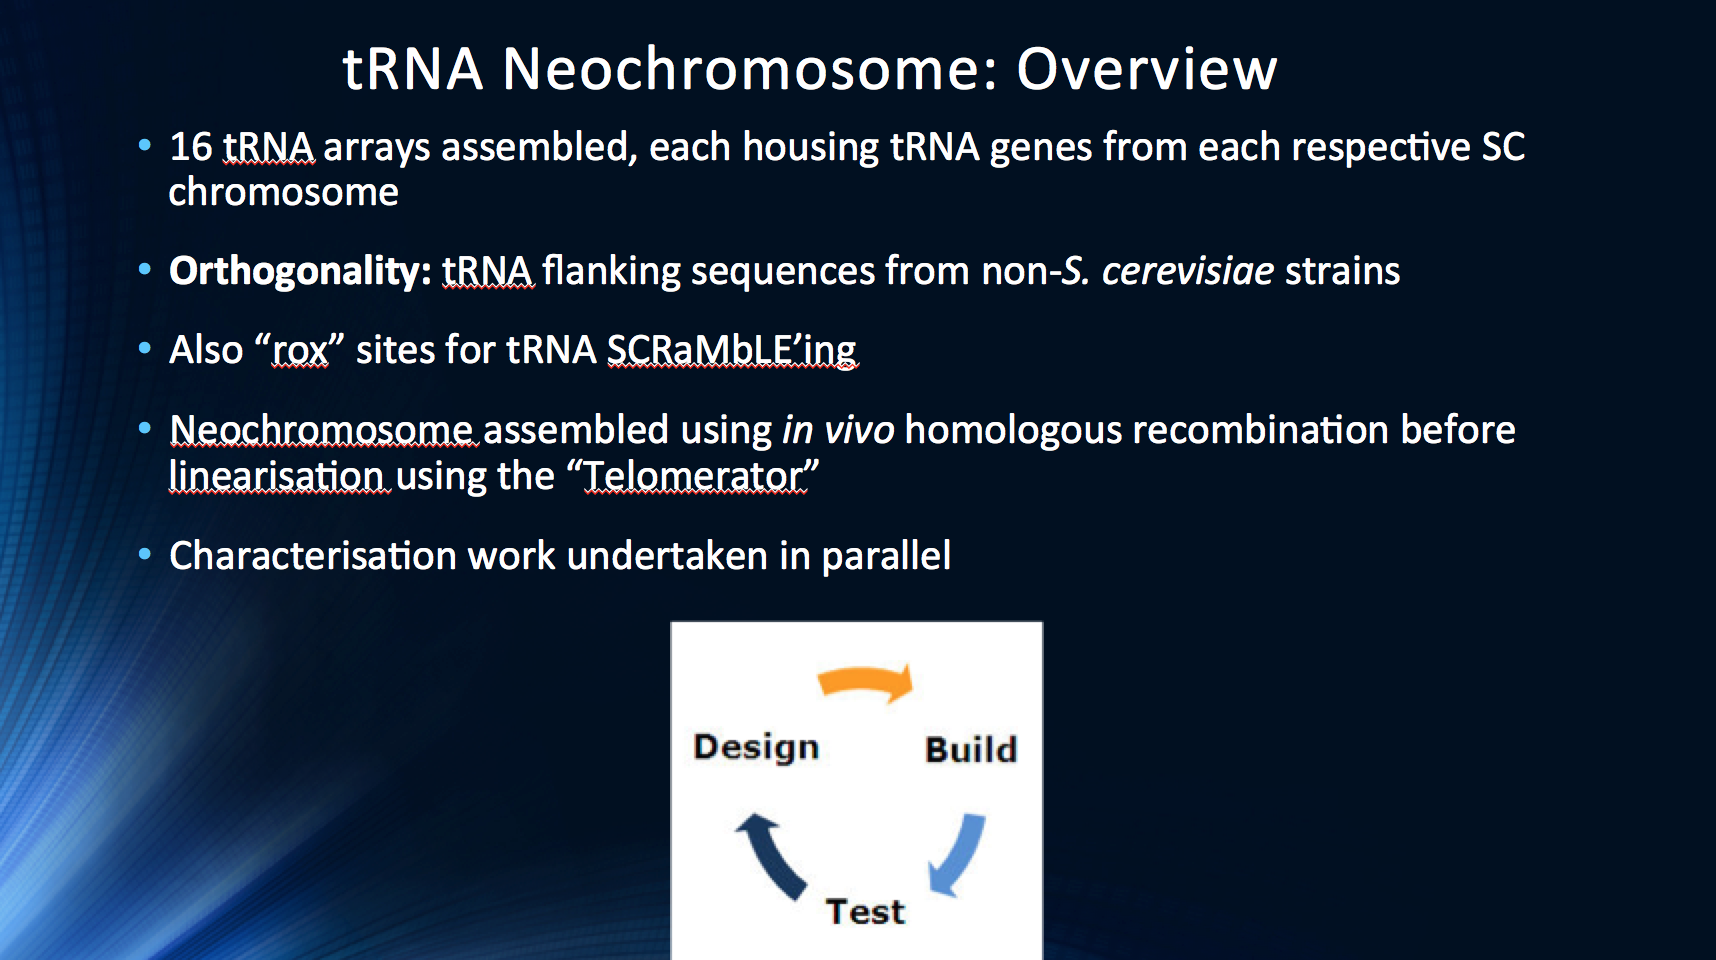 tRNA Neochromosome: Overview
• 16 tRNA arrays assembled, each housing tRNA genes from each respective SC
chromosome
• Orthogonality: tRNA flanking sequences from non-S. cerevisiae strains
• Also “rox” sites for tRNA SCRaMbLE’ing
• Neochromosome assembled using in vivo homologous recombination before
linearisation using the “Telomerator”
• Characterisation work undertaken in parallel
Design
Build
Test